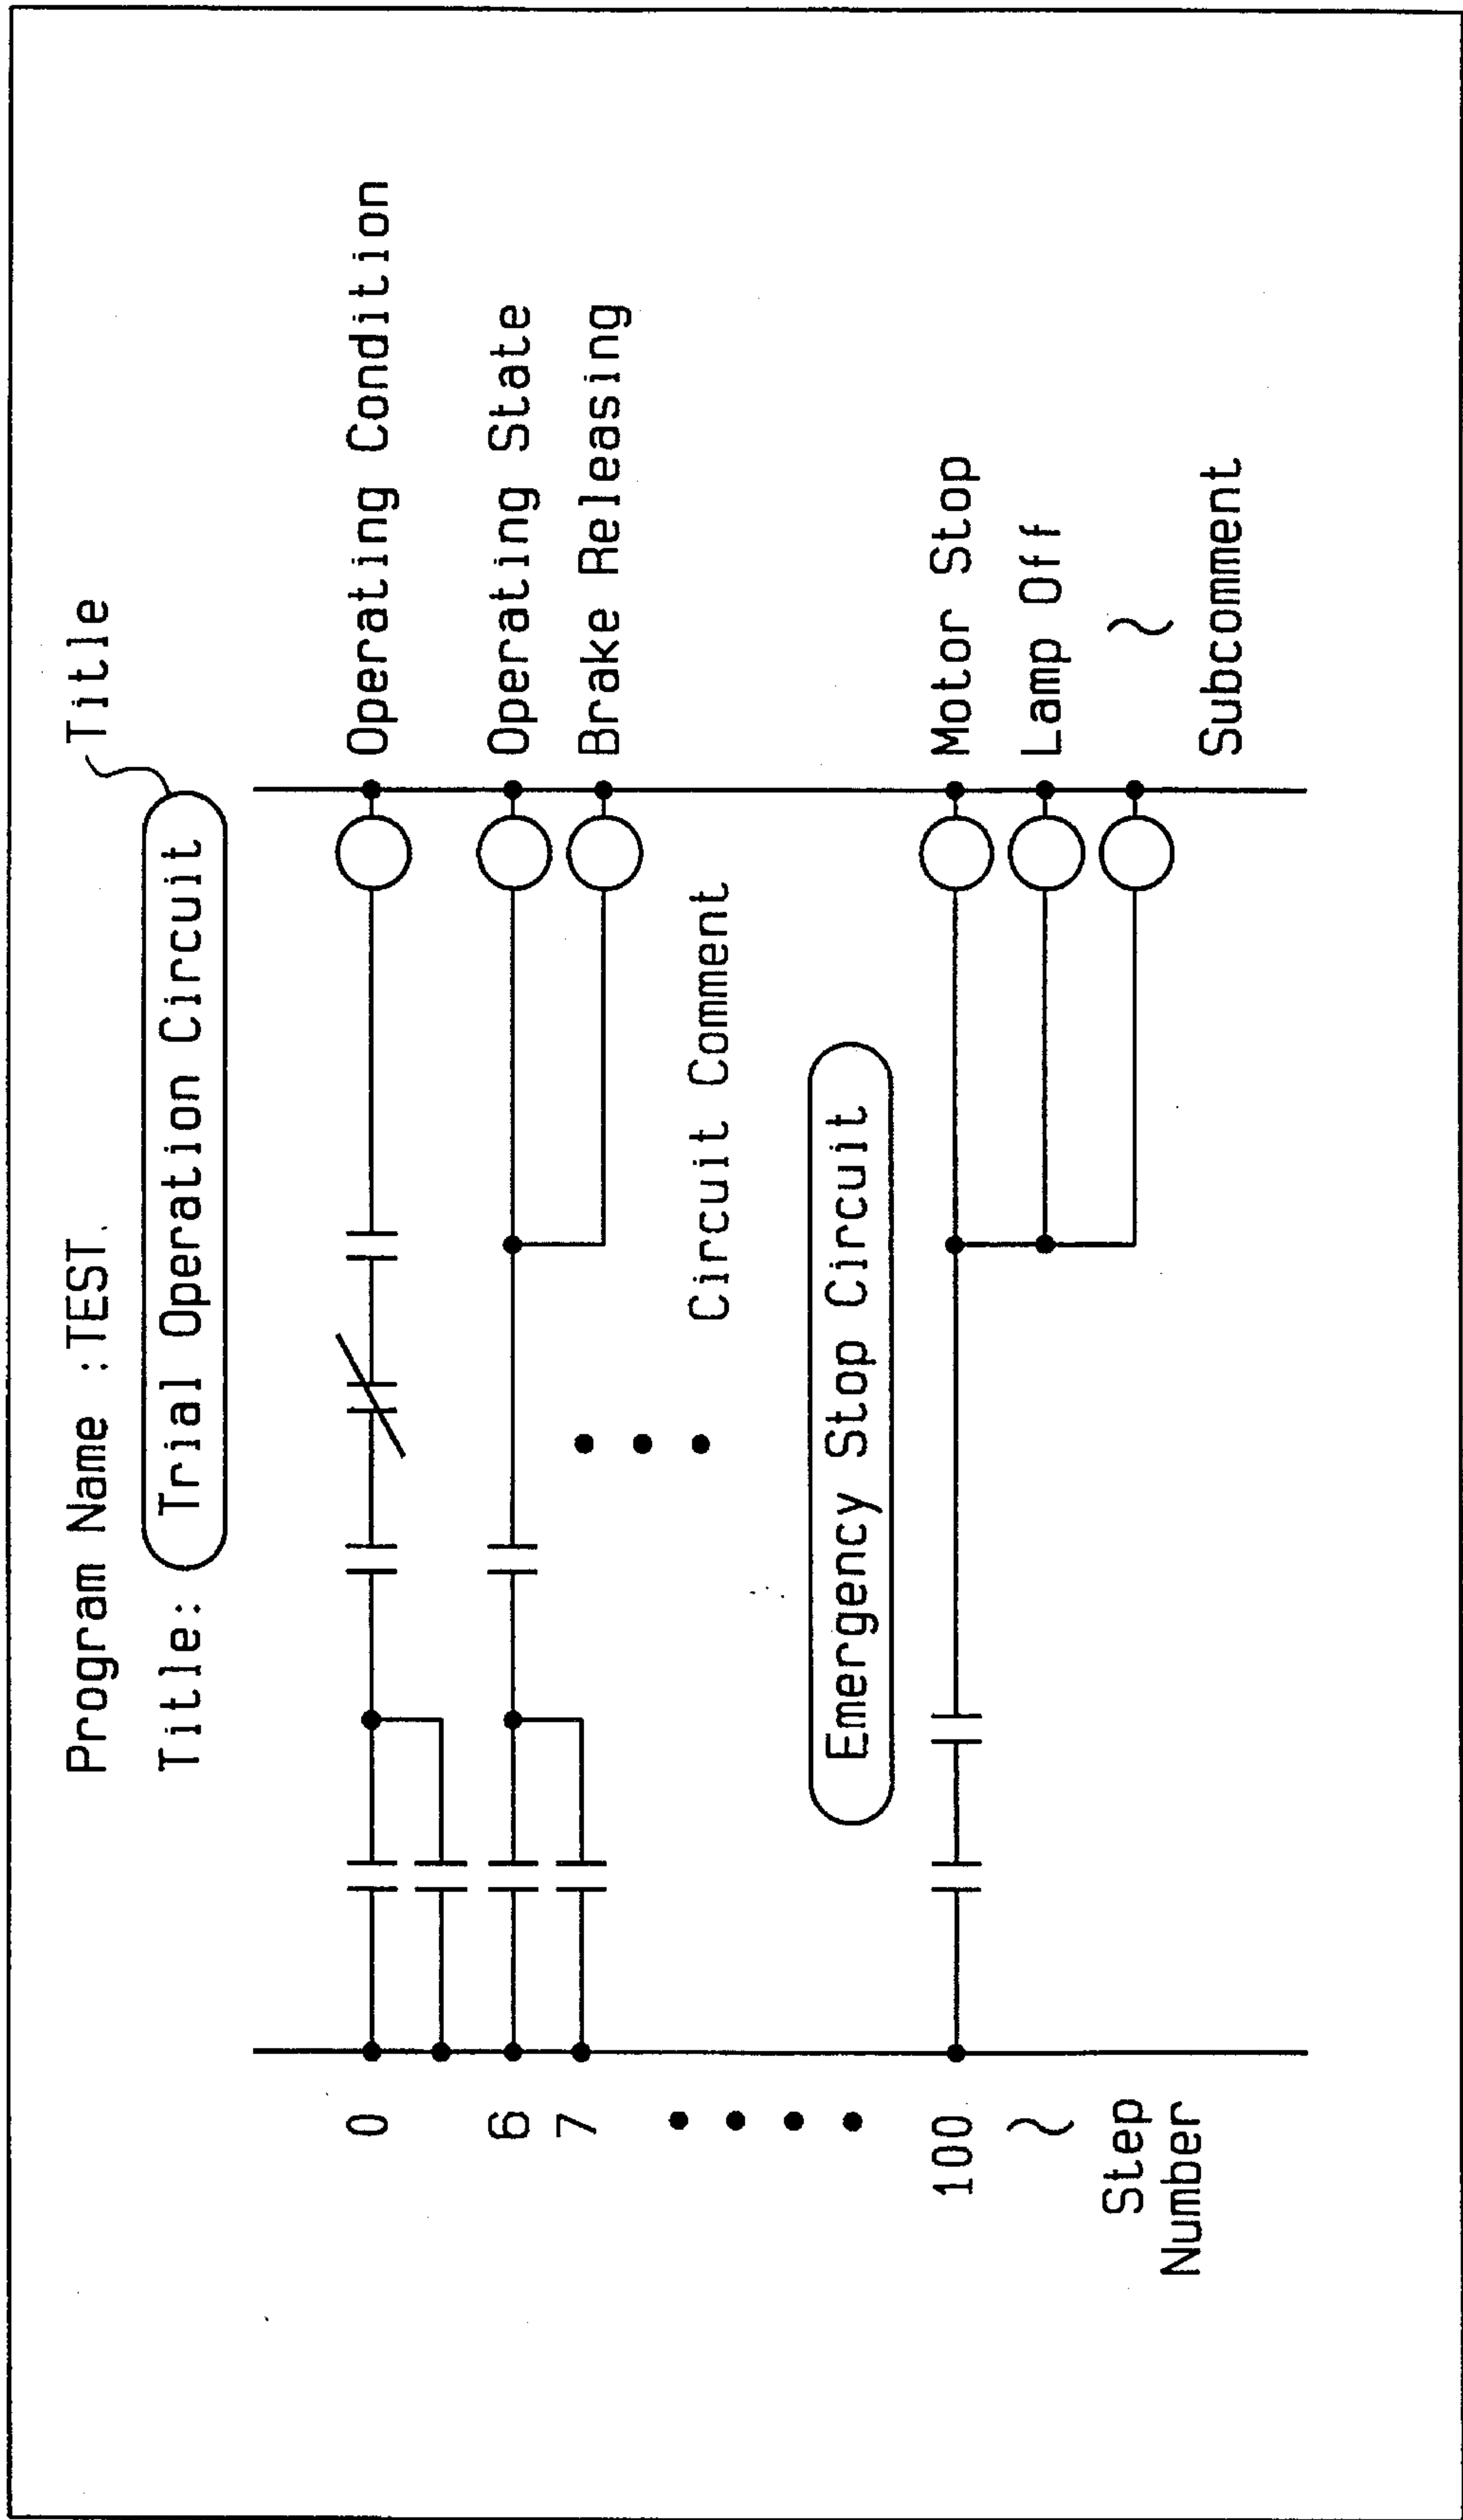 Program Name :TEST
Title
Title: Trial Operation Circuit
0
Operating Condition
6
Operating State
7
Brake Releasing
Circuit Comment
Emergency Stop Circuit
100
Motor Stop
Lamp Off
Step
Number
Subcomment